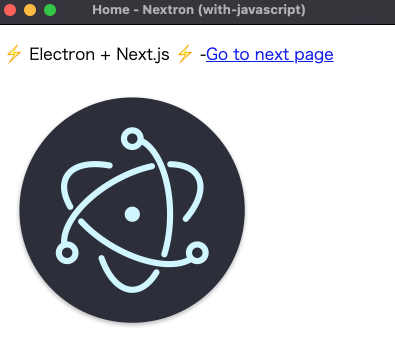 Home - Nextron (with-javascript)
⚡ Electron + Next.js ⚡ -Go to next page